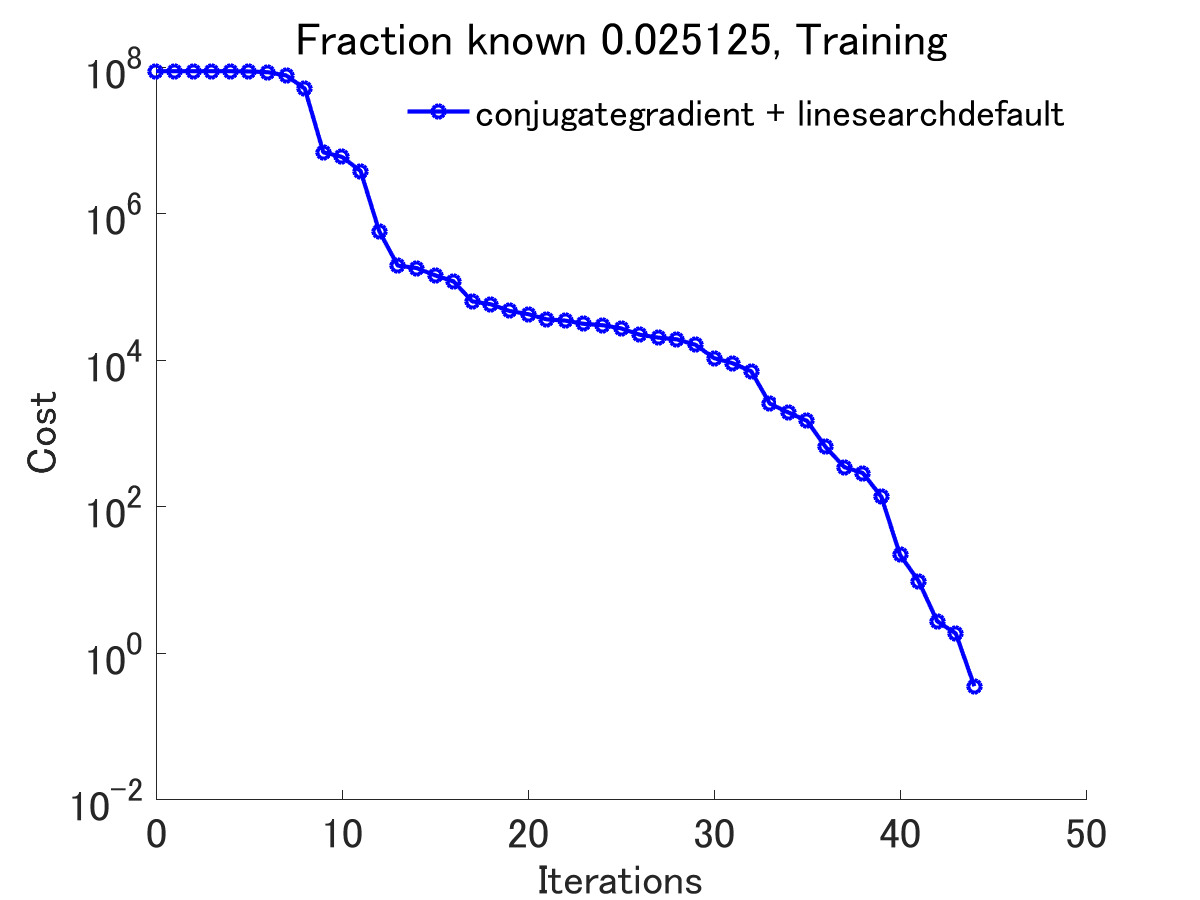 Fraction known 0.025125, Training
conjugategradient + linesearchdefault
10^8
10^6
10^4
10^2
10^0
10^−2
Cost
0 10 20 30 40 50
Iterations